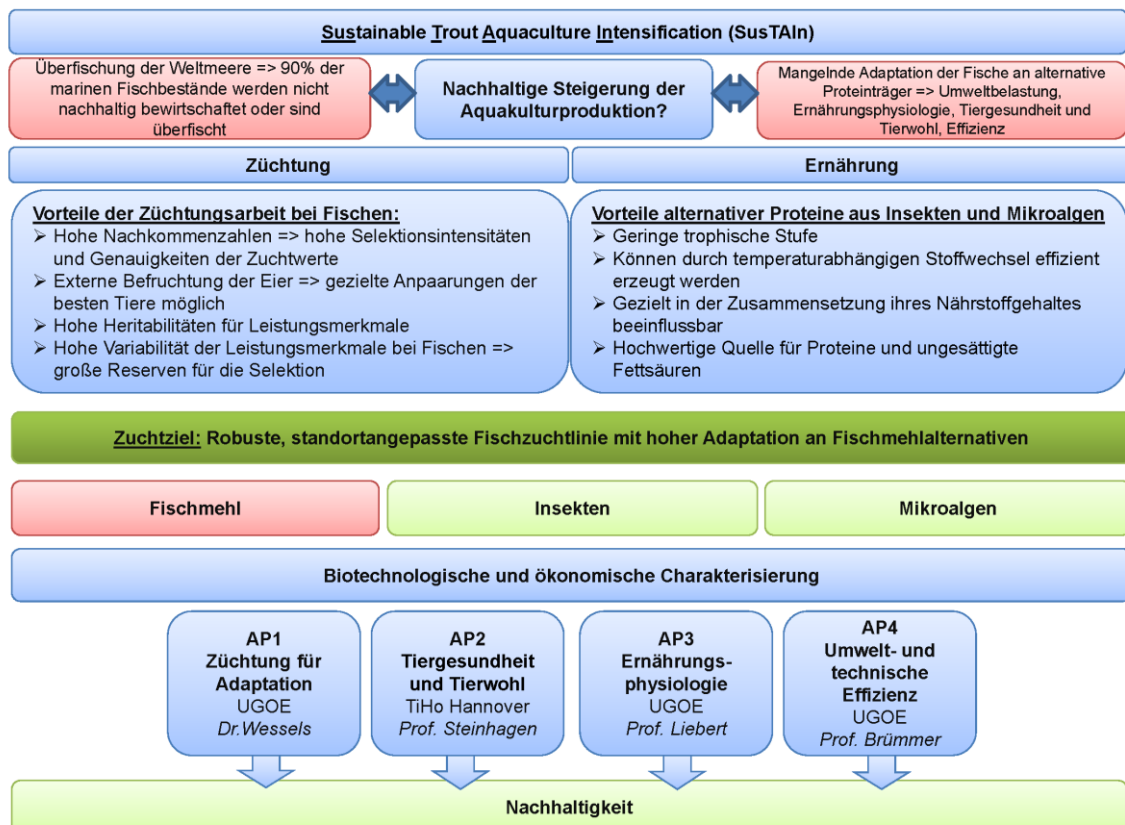 Sustainable Trout Aquaculture Intensification (SusTAIn)
Überfischung der Weltmeere => 90% der
marinen Fischbestände werden nicht
nachhaltig bewirtschaftet oder sind
überfischt
Nachhaltige Steigerung der
Aquakulturproduktion?
Mangelnde Adaptation der Fische an alternative
Proteinträger => Umweltbelastung,
Ernährungsphysiologie, Tiergesundheit und
Tierwohl, Effizienz
Züchtung
Ernährung
Vorteile der Züchtungsarbeit bei Fischen:
➢ Hohe Nachkommenzahlen => hohe Selektionsintensitäten
und Genauigkeiten der Zuchtwerte
➢ Externe Befruchtung der Eier => gezielte Anpaarungen der
besten Tiere möglich
➢ Hohe Heritabilitäten für Leistungsmerkmale
➢ Hohe Variabilität der Leistungsmerkmale bei Fischen =>
große Reserven für die Selektion
Vorteile alternativer Proteine aus Insekten und Mikroalgen
➢ Geringe trophische Stufe
➢ Können durch temperaturabhängigen Stoffwechsel effizient
erzeugt werden
➢ Gezielt in der Zusammensetzung ihres Nährstoffgehaltes
beeinflussbar
➢ Hochwertige Quelle für Proteine und ungesättigte
Fettsäuren
Zuchtziel: Robuste, standortangepasste Fischzuchtlinie mit hoher Adaptation an Fischmehlalternativen
Fischmehl
Insekten
Mikroalgen
Biotechnologische und ökonomische Charakterisierung
AP1
Züchtung für
Adaptation
UGOE
Dr.Wessels
AP2
Tiergesundheit
und Tierwohl
TiHo Hannover
Prof. Steinhagen
AP3
Ernährungs-
physiologie
UGOE
Prof. Liebert
AP4
Umwelt- und
technische
Effizienz
UGOE
Prof. Brümmer
Nachhaltigkeit